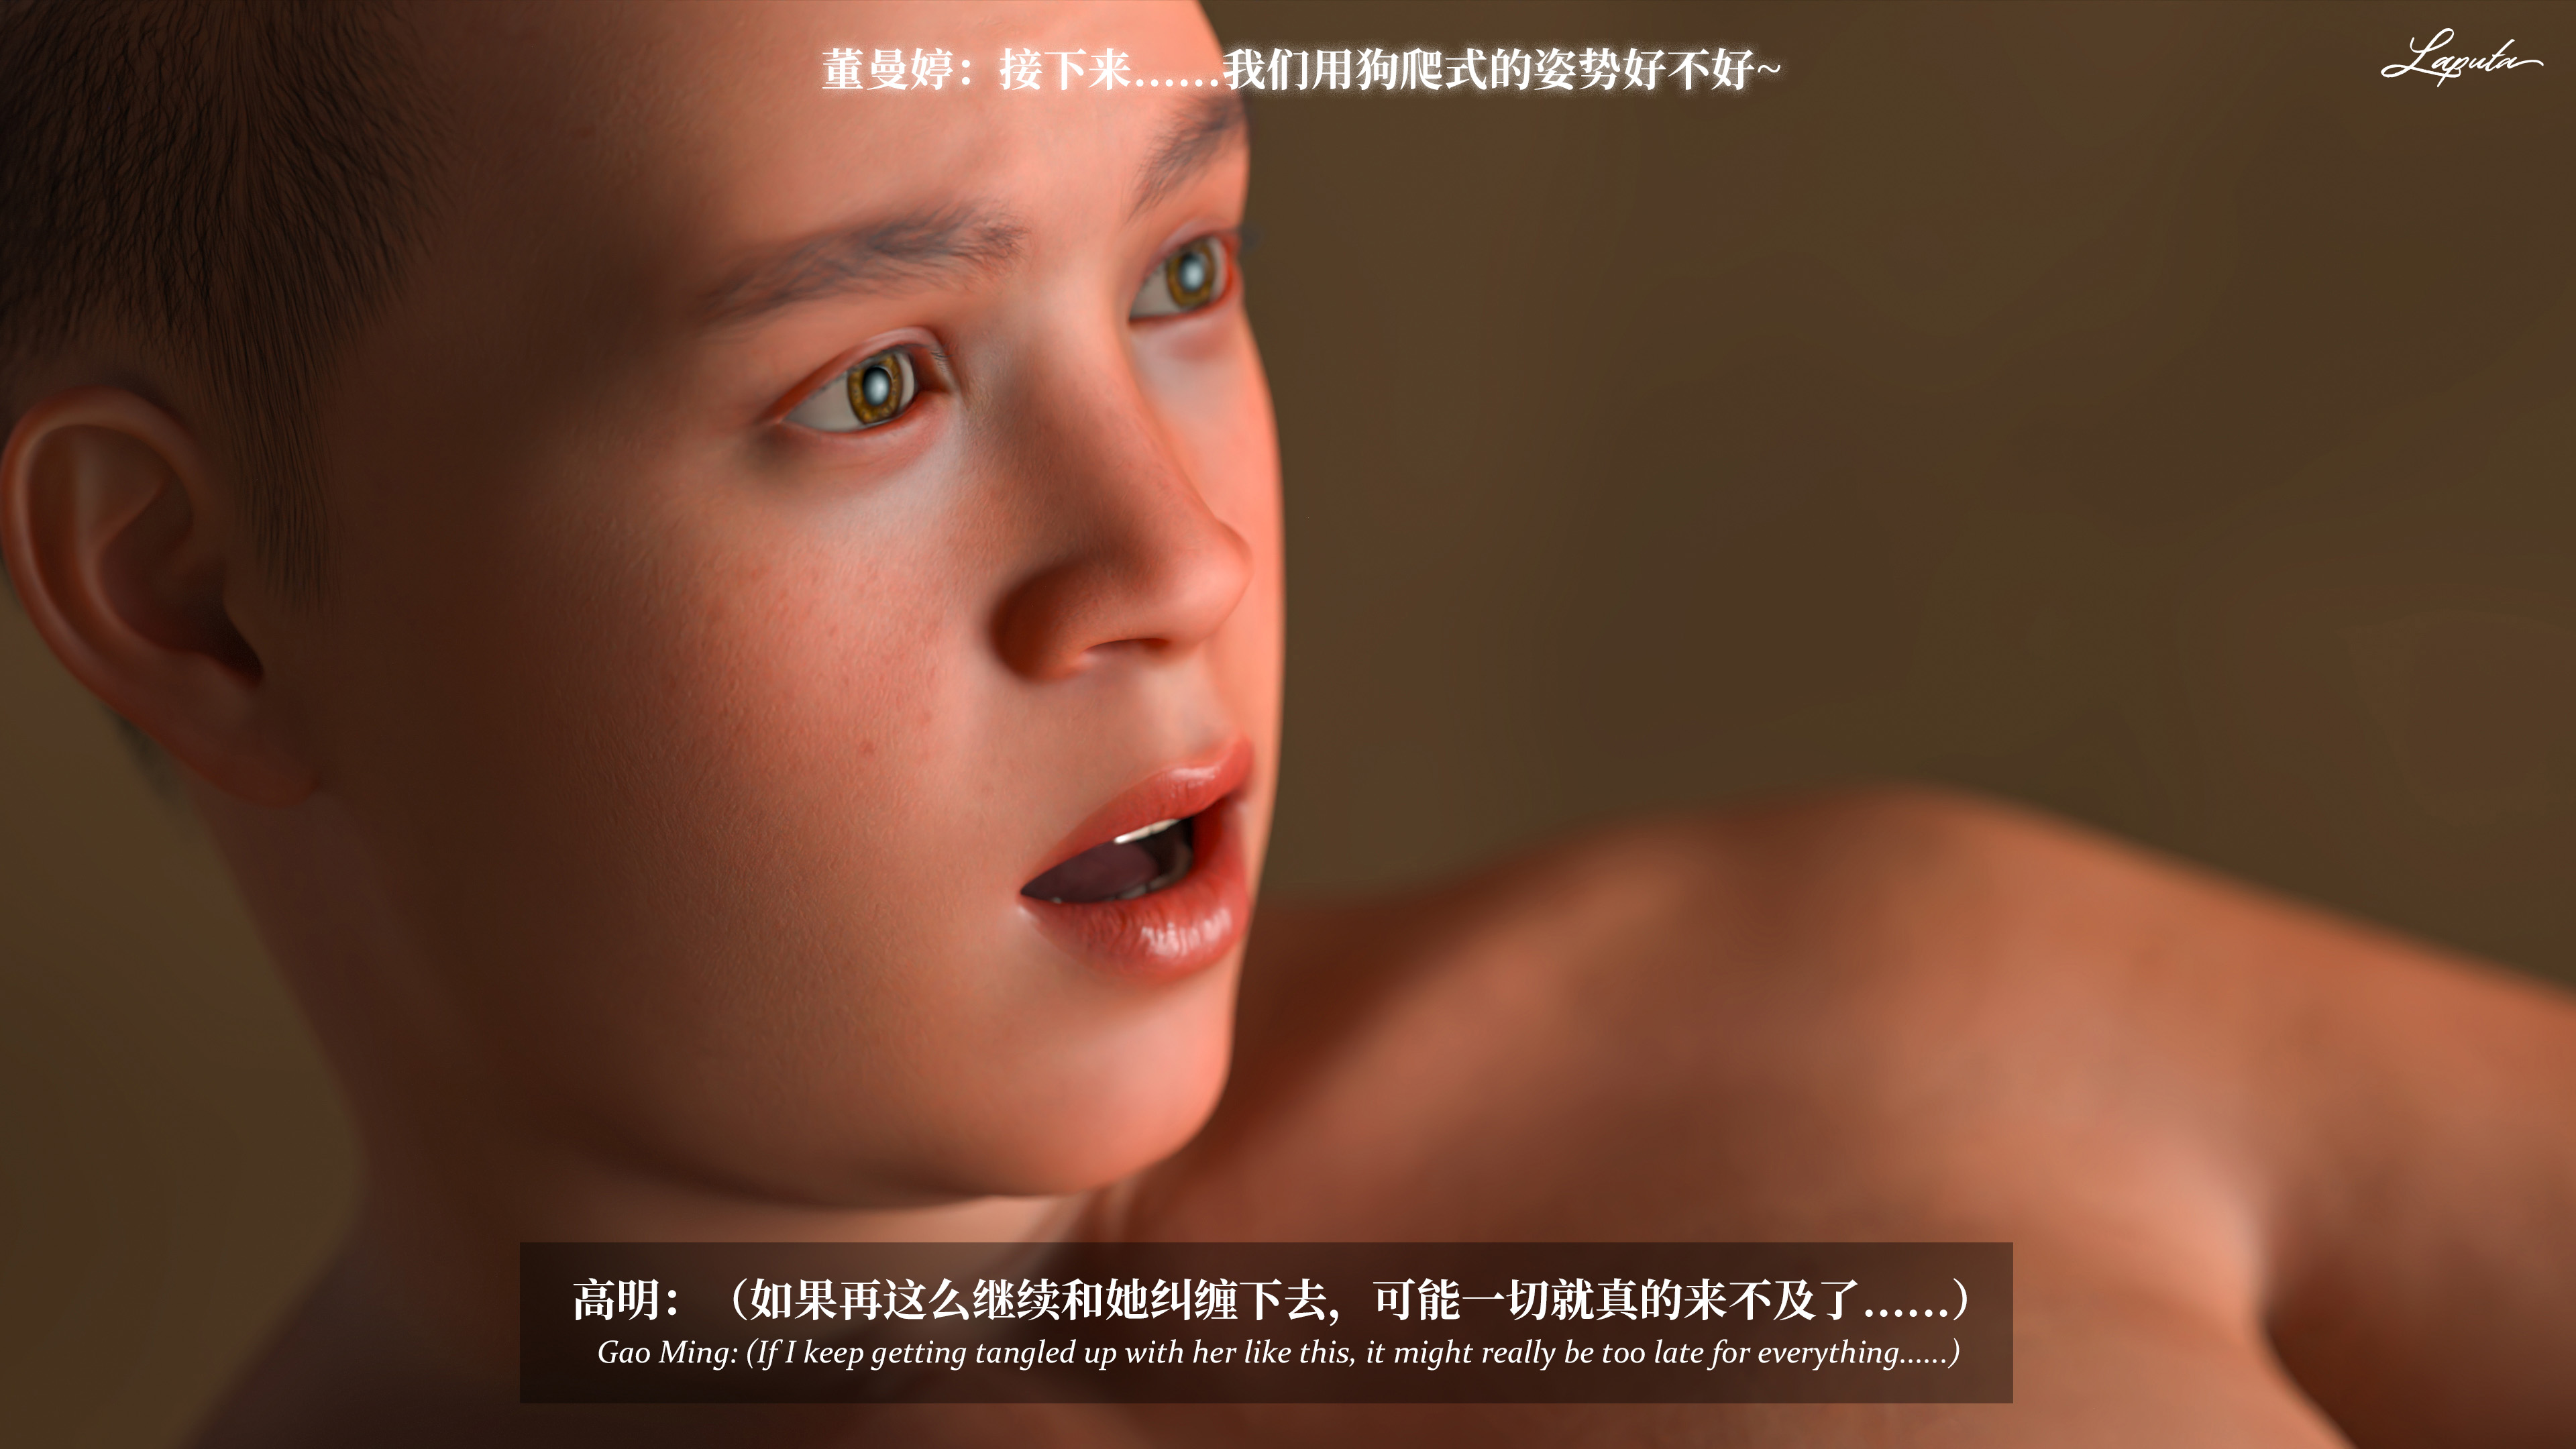 董曼婷：接下来……我们用狗爬式的姿势好不好~
Laputa
高明：（如果再这么继续和她纠缠下去，可能一切就真的来不及了……）
Gao Ming: (If I keep getting tangled up with her like this, it might really be too late for everything......)